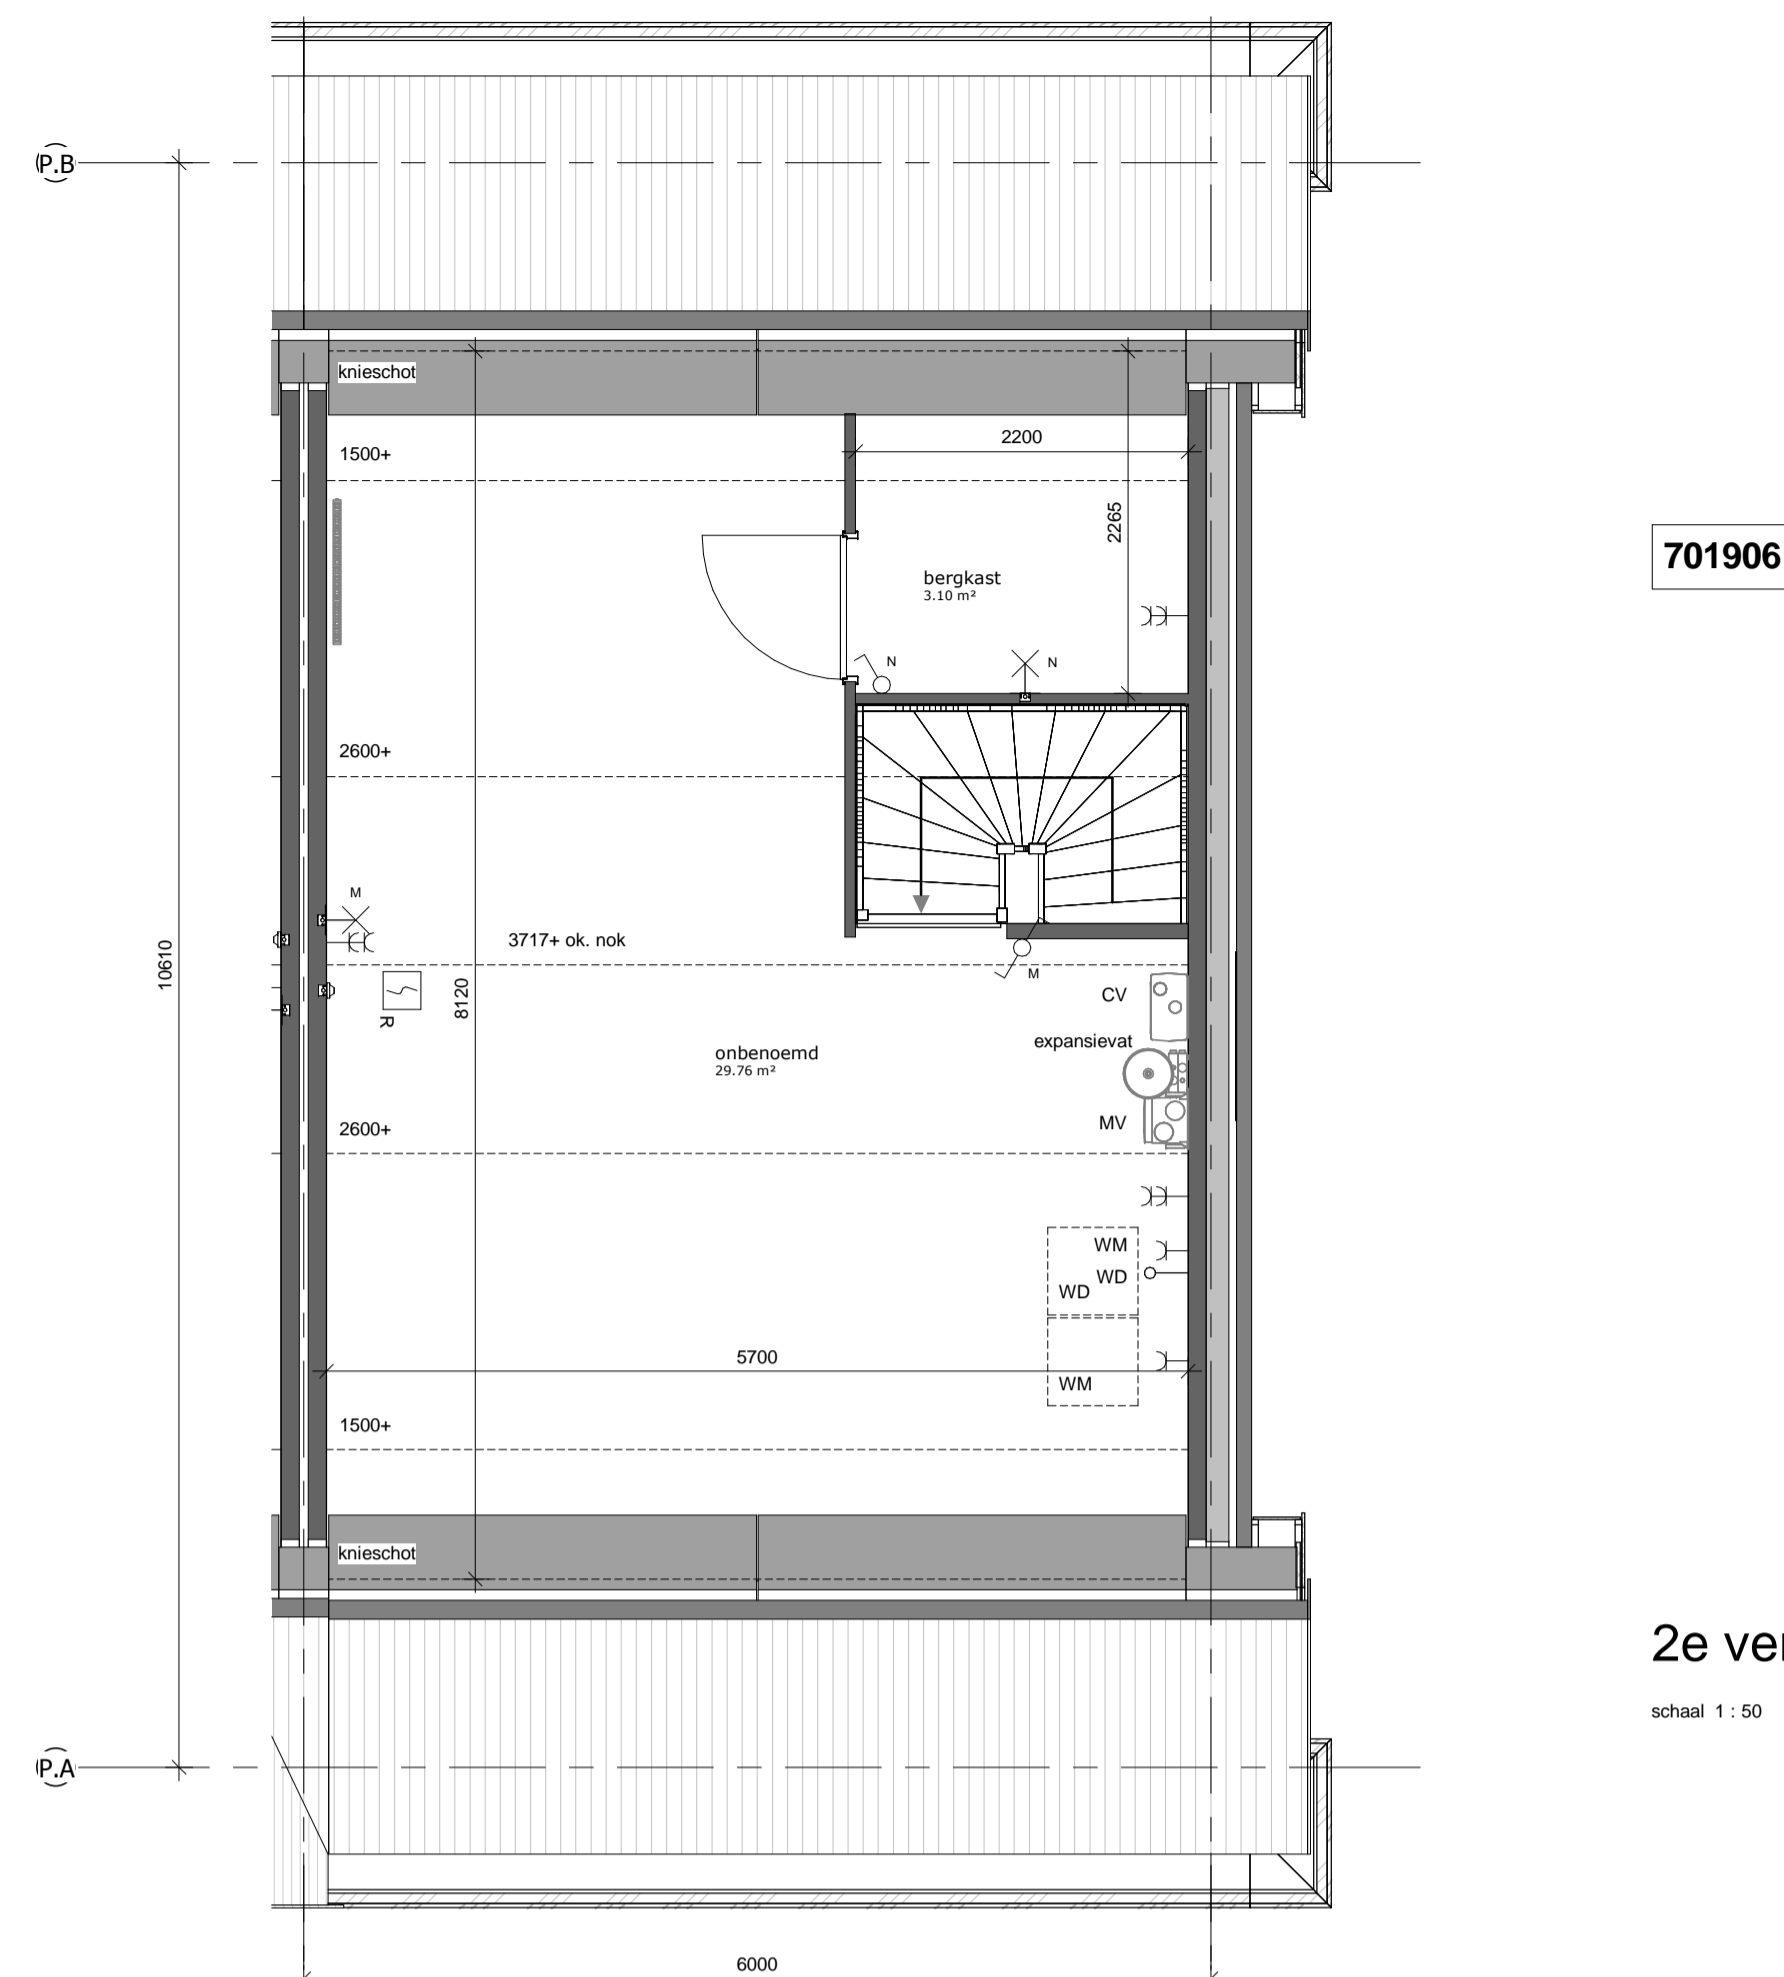 P.B
knieschot
1500+
2200
2265
701906
bergkast
3.10 m²
N
N
2600+
M
3717+ ok. nok
M
10610
8120
R
CV
expansievat
onbenoemd
29.76 m²
MV
2600+
WM
WD
WD
5700
WM
1500+
knieschot
2e ver
schaal 1 : 50
P.A
6000